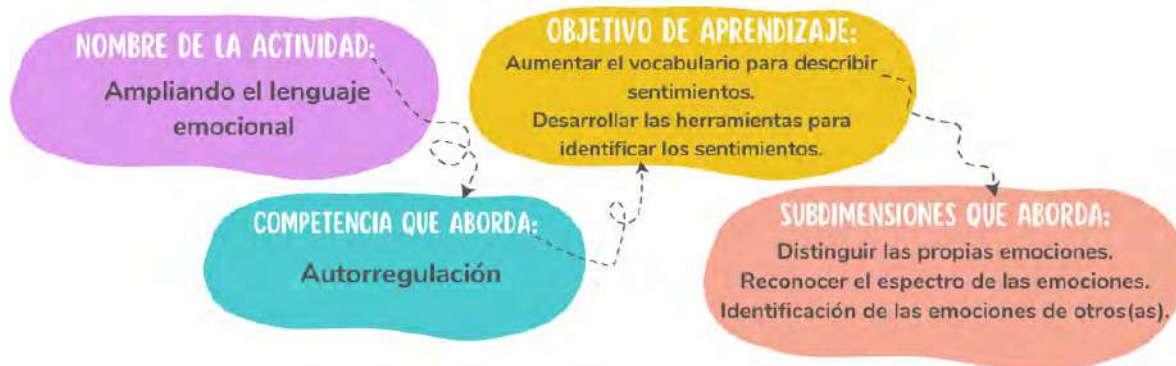 NOMBRE DE LA ACTIVIDAD:
Ampliando el lenguaje
emocional
COMPETENCIA QUE ABORDA:
Autorregulación
OBJETIVO DE APRENDIZAJE:
Aumentar el vocabulario para describir
sentimientos.
Desarrollar las herramientas para
identificar los sentimientos.
SUBDIMENSIONES QUE ABORDA:
Distinguir las propias emociones.
Reconocer el espectro de las emociones.
Identificación de las emociones de otros(as).